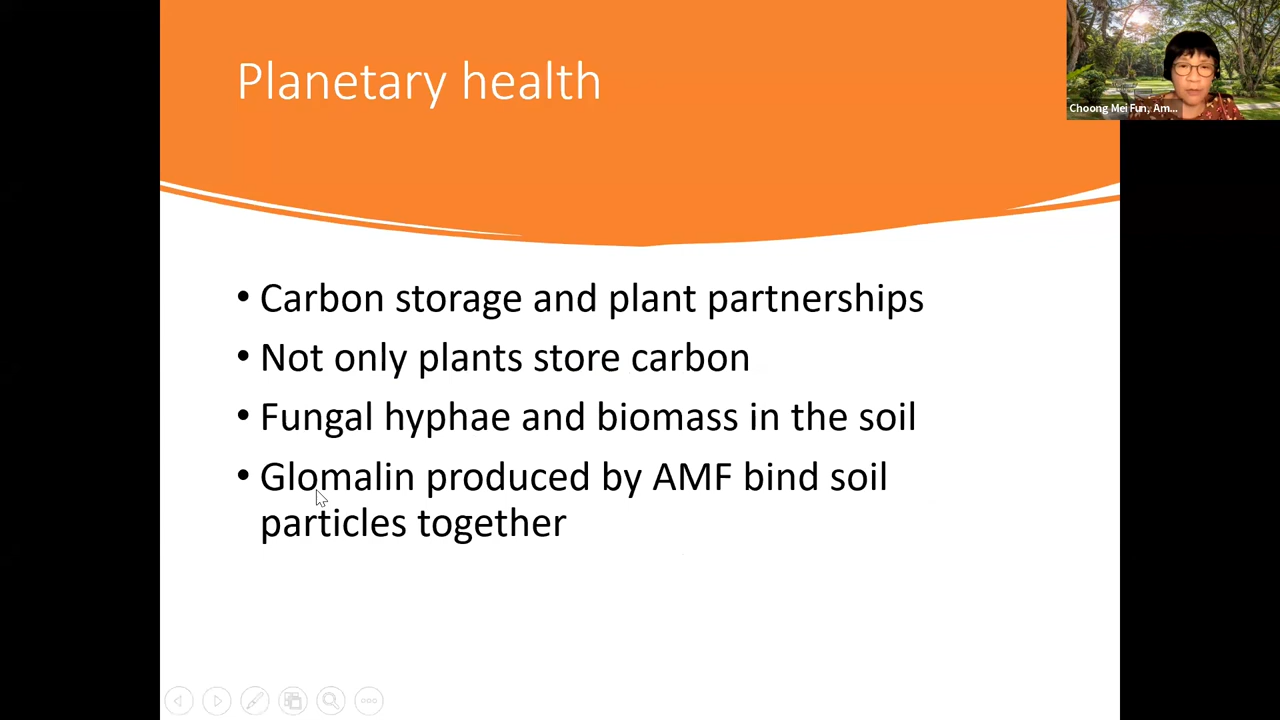 Planetary health
Choong Mei Fun, Am...
• Carbon storage and plant partnerships
• Not only plants store carbon
• Fungal hyphae and biomass in the soil
• Glomalin produced by AMF bind soil
particles together